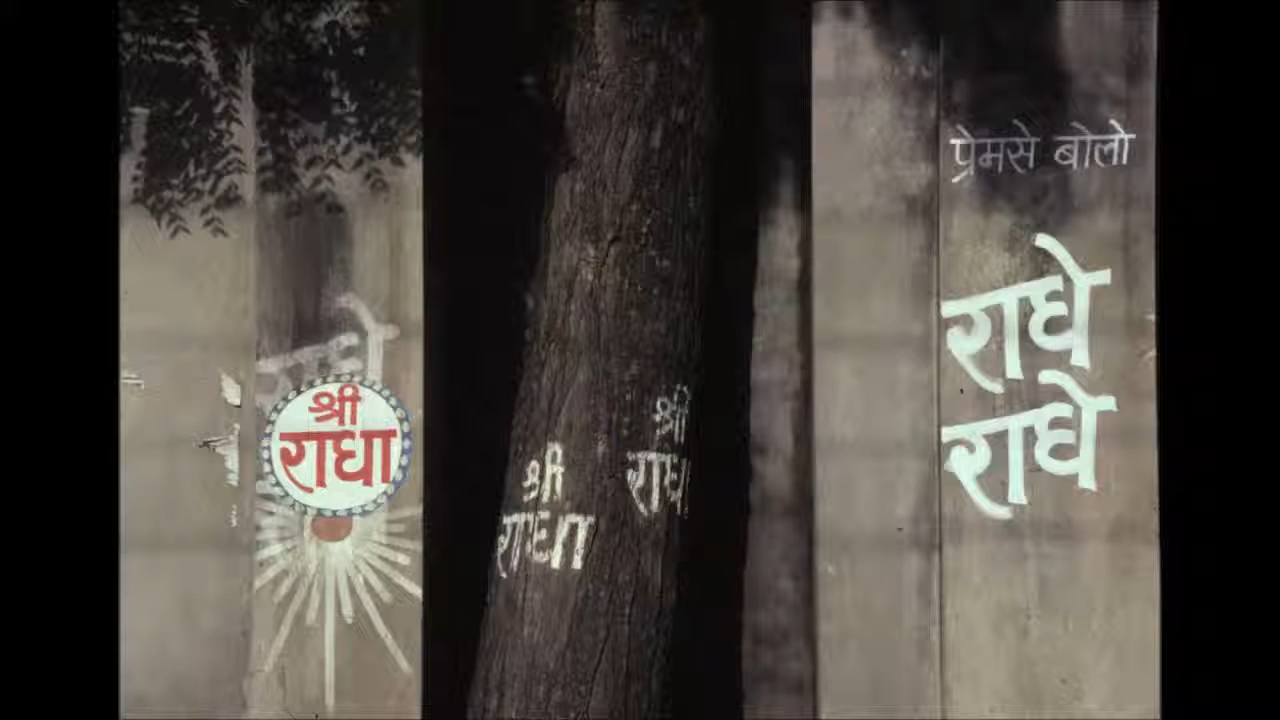 श्री
राधा
श्री
राधा
श्री
राधा
प्रेमसे बोलो
राधे
राधे